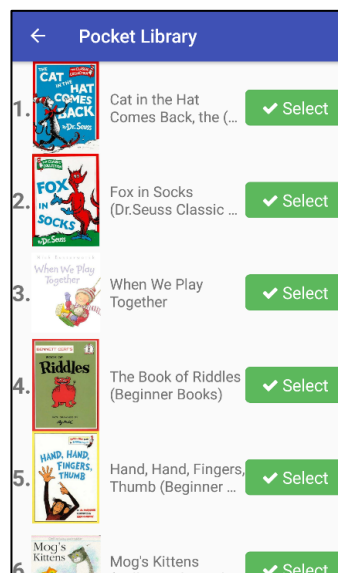 Pocket Library
1.
THE
CAT
IN THE
HAT
COMES
BACK
By Dr. Seuss
Cat in the Hat
Comes Back, the (...
Select
2.
FOX
IN
SOCKS
By Dr. Seuss
Fox in Socks
(Dr.Seuss Classic ...
Select
3.
When We Play
Together
When We Play
Together
Select
4.
BENNETT CERF'S
BOOK OF
Riddles
The Book of Riddles
(Beginner Books)
Select
5.
HAND, HAND,
FINGERS,
THUMB
Hand, Hand, Fingers,
Thumb (Beginner ...
Select
6
Mog's
Kittens
Mog's Kittens
Select